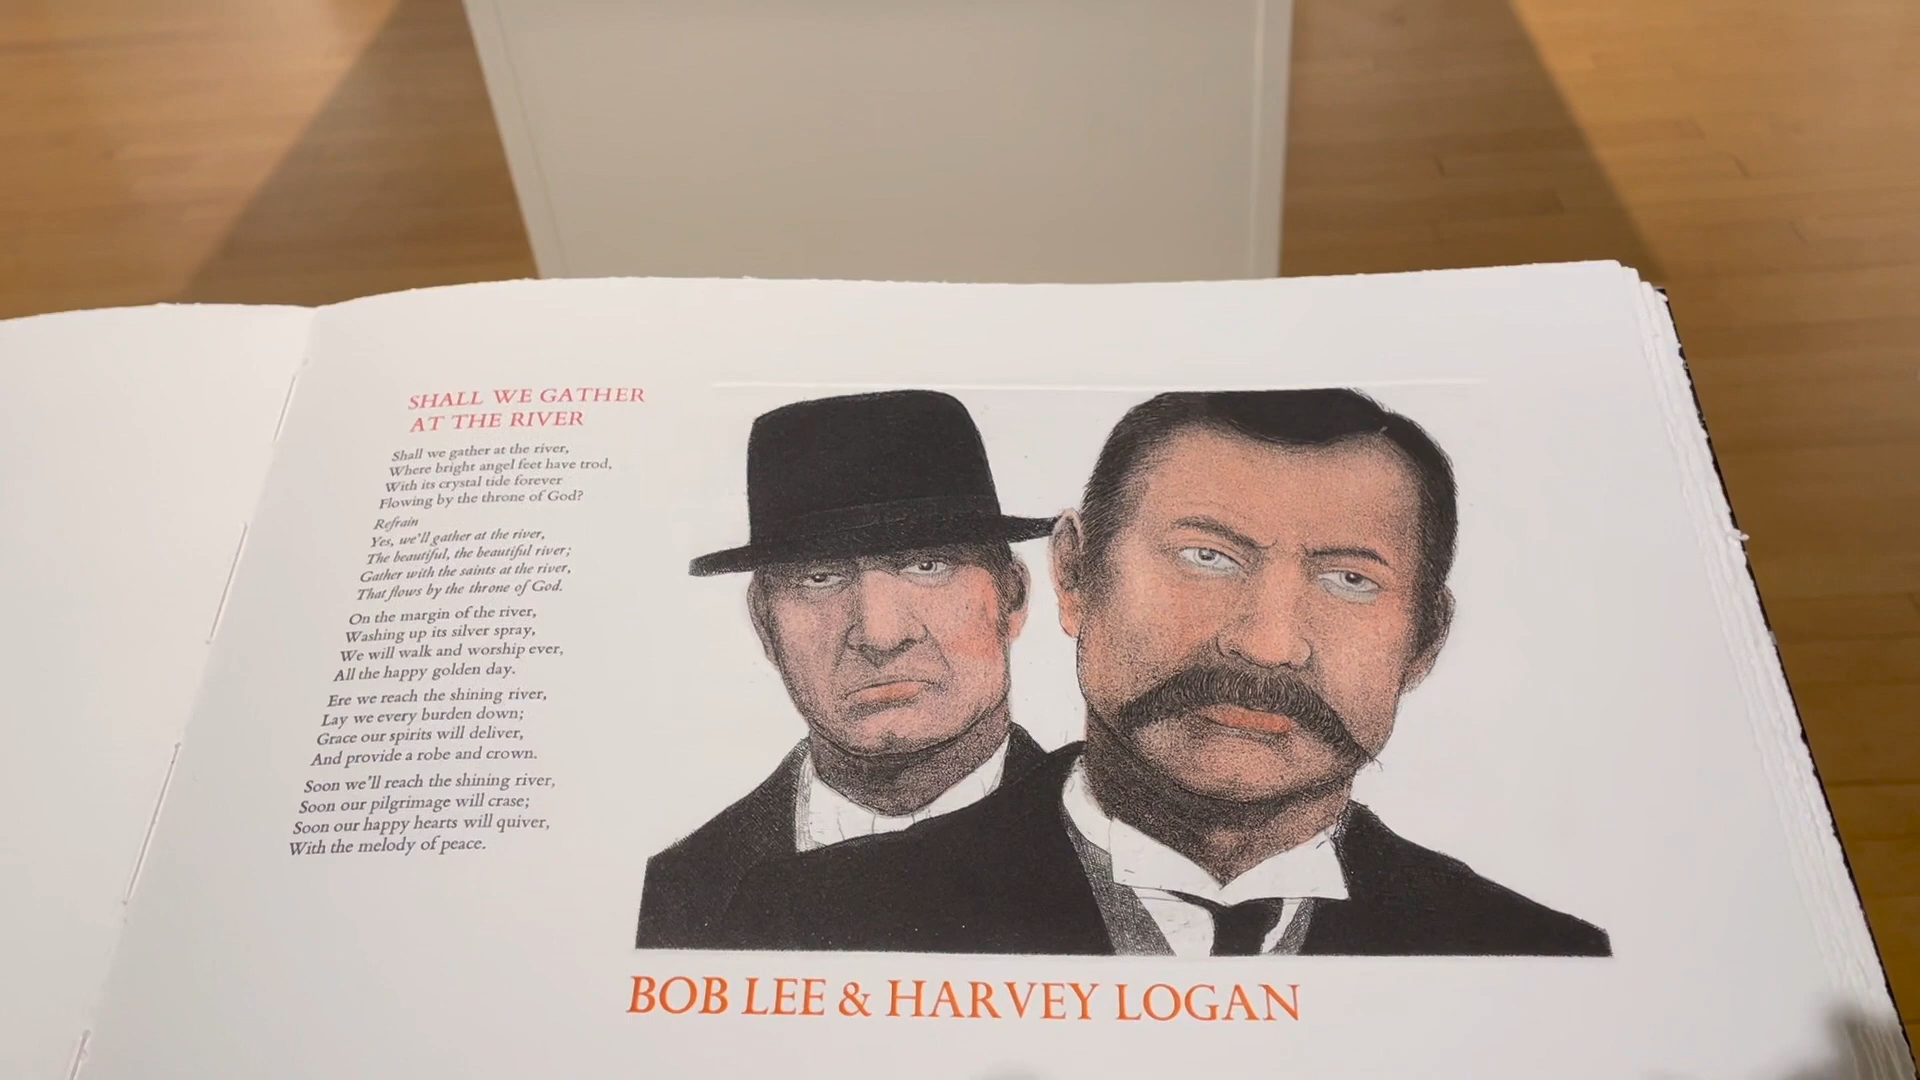 SHALL WE GATHER
AT THE RIVER
Shall we gather at the river,
Where bright angel feet have trod,
With its crystal tide forever
Flowing by the throne of God?
Refrain
Yes, we'll gather at the river,
The beautiful, the beautiful river;
Gather with the saints at the river,
That flows by the throne of God.
On the margin of the river,
Washing up its silver spray,
We will walk and worship ever,
All the happy golden day.
Ere we reach the shining river,
Lay we every burden down;
Grace our spirits will deliver,
And provide a robe and crown.
Soon we'll reach the shining river,
Soon our pilgrimage will crase;
Soon our happy hearts will quiver,
With the melody of peace.
BOB LEE & HARVEY LOGAN